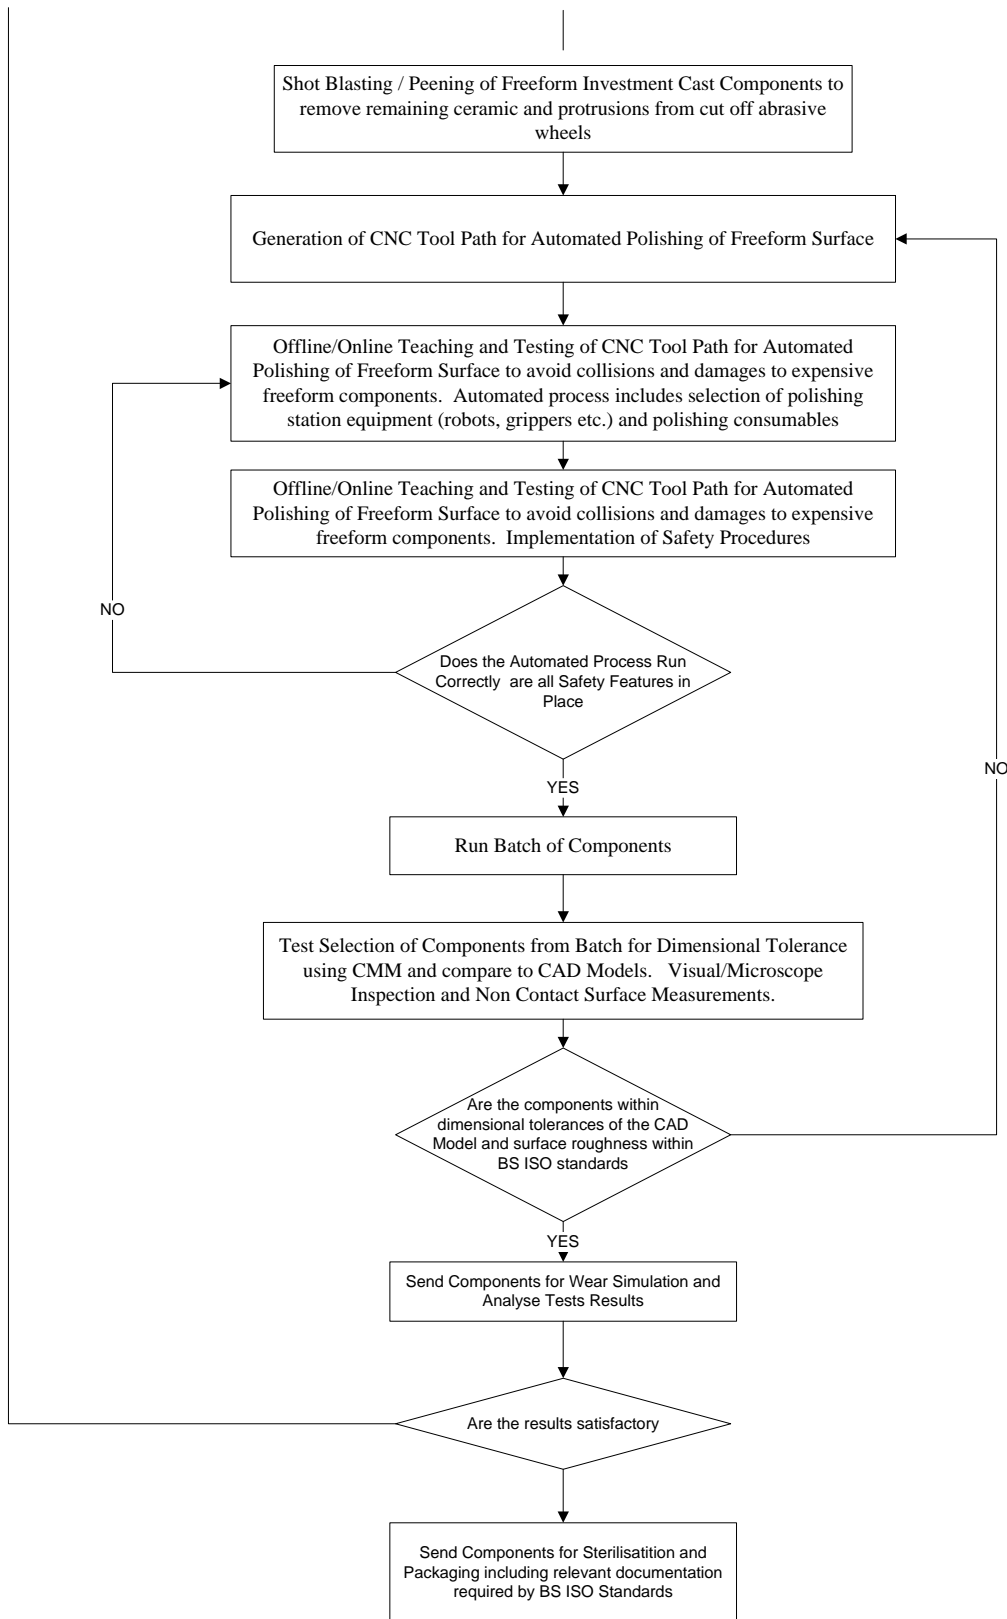 Shot Blasting / Peening of Freeform Investment Cast Components to
remove remaining ceramic and protrusions from cut off abrasive
wheels
Generation of CNC Tool Path for Automated Polishing of Freeform Surface
Offline/Online Teaching and Testing of CNC Tool Path for Automated
Polishing of Freeform Surface to avoid collisions and damages to expensive
freeform components.  Automated process includes selection of polishing
station equipment (robots, grippers etc.) and polishing consumables
Offline/Online Teaching and Testing of CNC Tool Path for Automated
Polishing of Freeform Surface to avoid collisions and damages to expensive
freeform components.  Implementation of Safety Procedures
NO
Does the Automated Process Run
Correctly  are all Safety Features in
Place
NO
YES
Run Batch of Components
Test Selection of Components from Batch for Dimensional Tolerance
using CMM and compare to CAD Models.   Visual/Microscope
Inspection and Non Contact Surface Measurements.
Are the components within
dimensional tolerances of the CAD
Model and surface roughness within
BS ISO standards
YES
Send Components for Wear Simulation and
Analyse Tests Results
Are the results satisfactory
Send Components for Sterilisatition and
Packaging including relevant documentation
required by BS ISO Standards